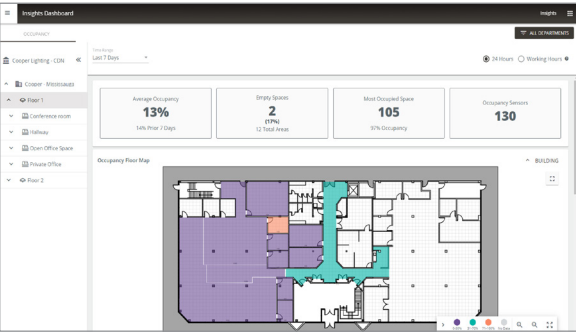 Insights Dashboard
Insights
OCCUPANCY
ALL DEPARTMENTS
Cooper Lighting - CDN
Time Range
Last 7 Days
24 Hours
Working Hours
Cooper - Mississauga
Floor 1
Conference room
Hallway
Open Office Space
Private Office
Floor 2
Average Occupancy
13%
14% Prior 7 Days
Empty Spaces
2
(17%)
12 Total Areas
Most Occupied Space
105
97% Occupancy
Occupancy Sensors
130
Occupancy Floor Map
BUILDING